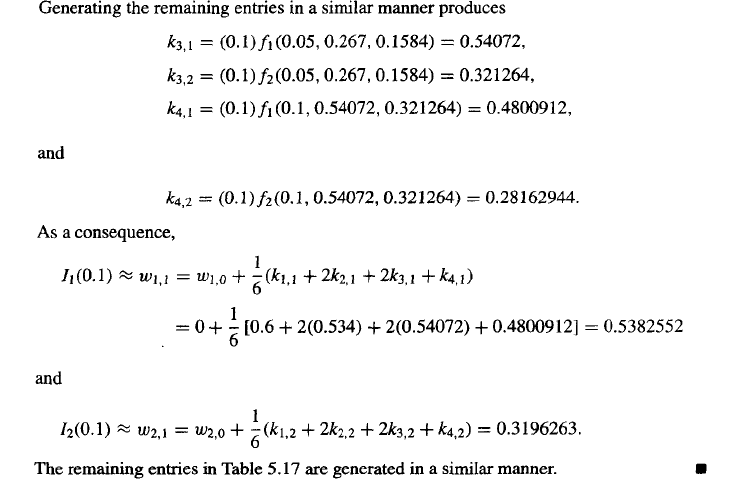 Generating the remaining entries in a similar manner produces
k₃,₁ = (0.1) f₁(0.05, 0.267, 0.1584) = 0.54072,
k₃,₂ = (0.1) f₂(0.05, 0.267, 0.1584) = 0.321264,
k₄,₁ = (0.1) f₁(0.1, 0.54072, 0.321264) = 0.4800912,
and
k₄,₂ = (0.1) f₂(0.1, 0.54072, 0.321264) = 0.28162944.
As a consequence,
I₁(0.1) ≈ w₁,₁ = w₁,₀ + 1/6 (k₁,₁ + 2k₂,₁ + 2k₃,₁ + k₄,₁)
= 0 + 1/6 [0.6 + 2(0.534) + 2(0.54072) + 0.4800912] = 0.5382552
and
I₂(0.1) ≈ w₂,₁ = w₂,₀ + 1/6 (k₁,₂ + 2k₂,₂ + 2k₃,₂ + k₄,₂) = 0.3196263.
The remaining entries in Table 5.17 are generated in a similar manner. ■